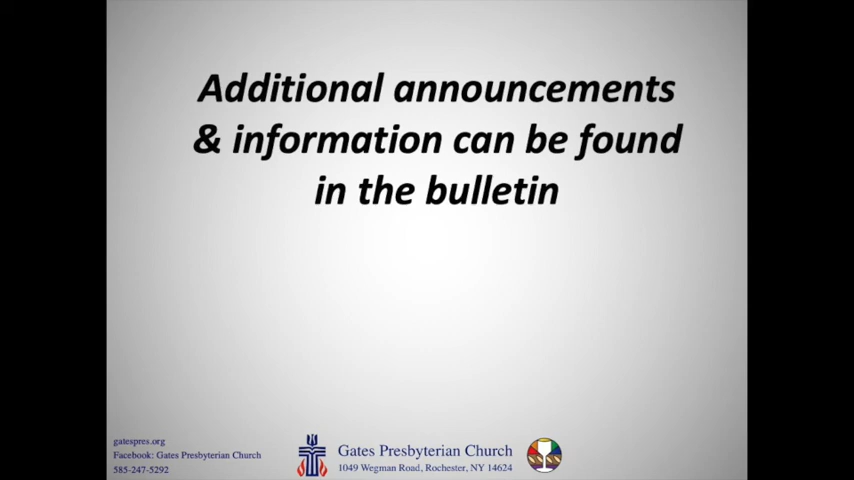 Additional announcements
& information can be found
in the bulletin
gatespres.org
Facebook: Gates Presbyterian Church
585-247-5292
Gates Presbyterian Church
1049 Wegman Road, Rochester, NY 14624